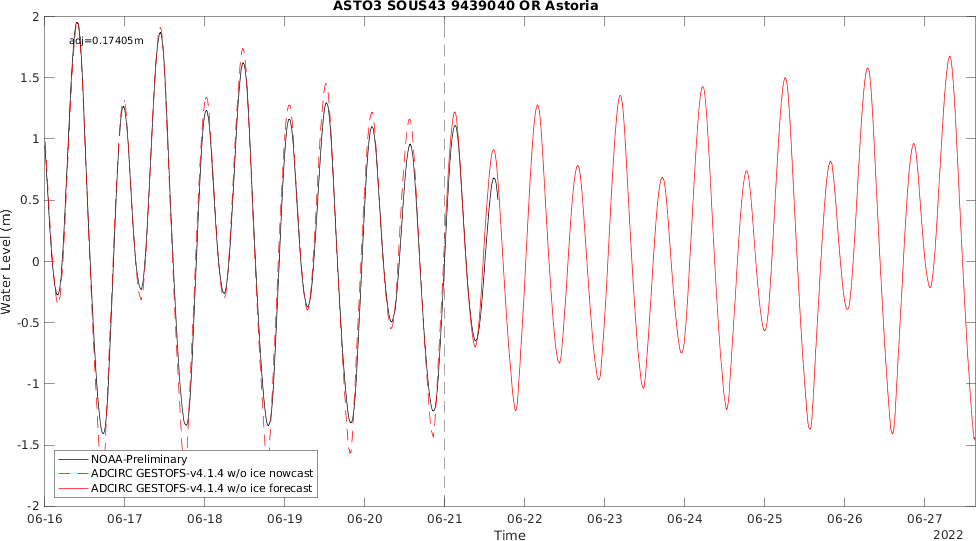 ASTO3 SOUS43 9439040 OR Astoria
adj=0.17405m
Water Level (m)
2
1.5
1
0.5
0
-0.5
-1
-1.5
-2
NOAA-Preliminary
ADCIRC GESTOFS-v4.1.4 w/o ice nowcast
ADCIRC GESTOFS-v4.1.4 w/o ice forecast
06-16 06-17 06-18 06-19 06-20 06-21 06-22 06-23 06-24 06-25 06-26 06-27
Time
2022